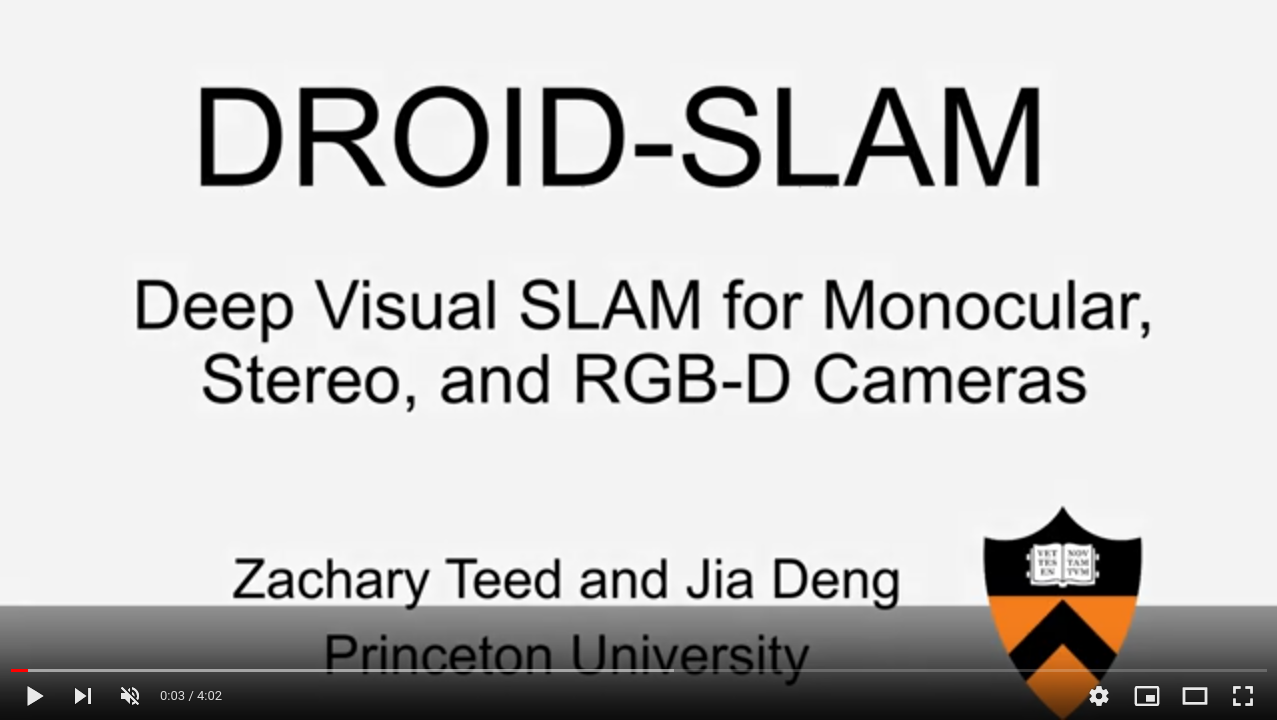 DROID-SLAM
Deep Visual SLAM for Monocular,
Stereo, and RGB-D Cameras
Zachary Teed and Jia Deng
Princeton University
VET NOV
TES TAM
EN TVM
0:03 / 4:02